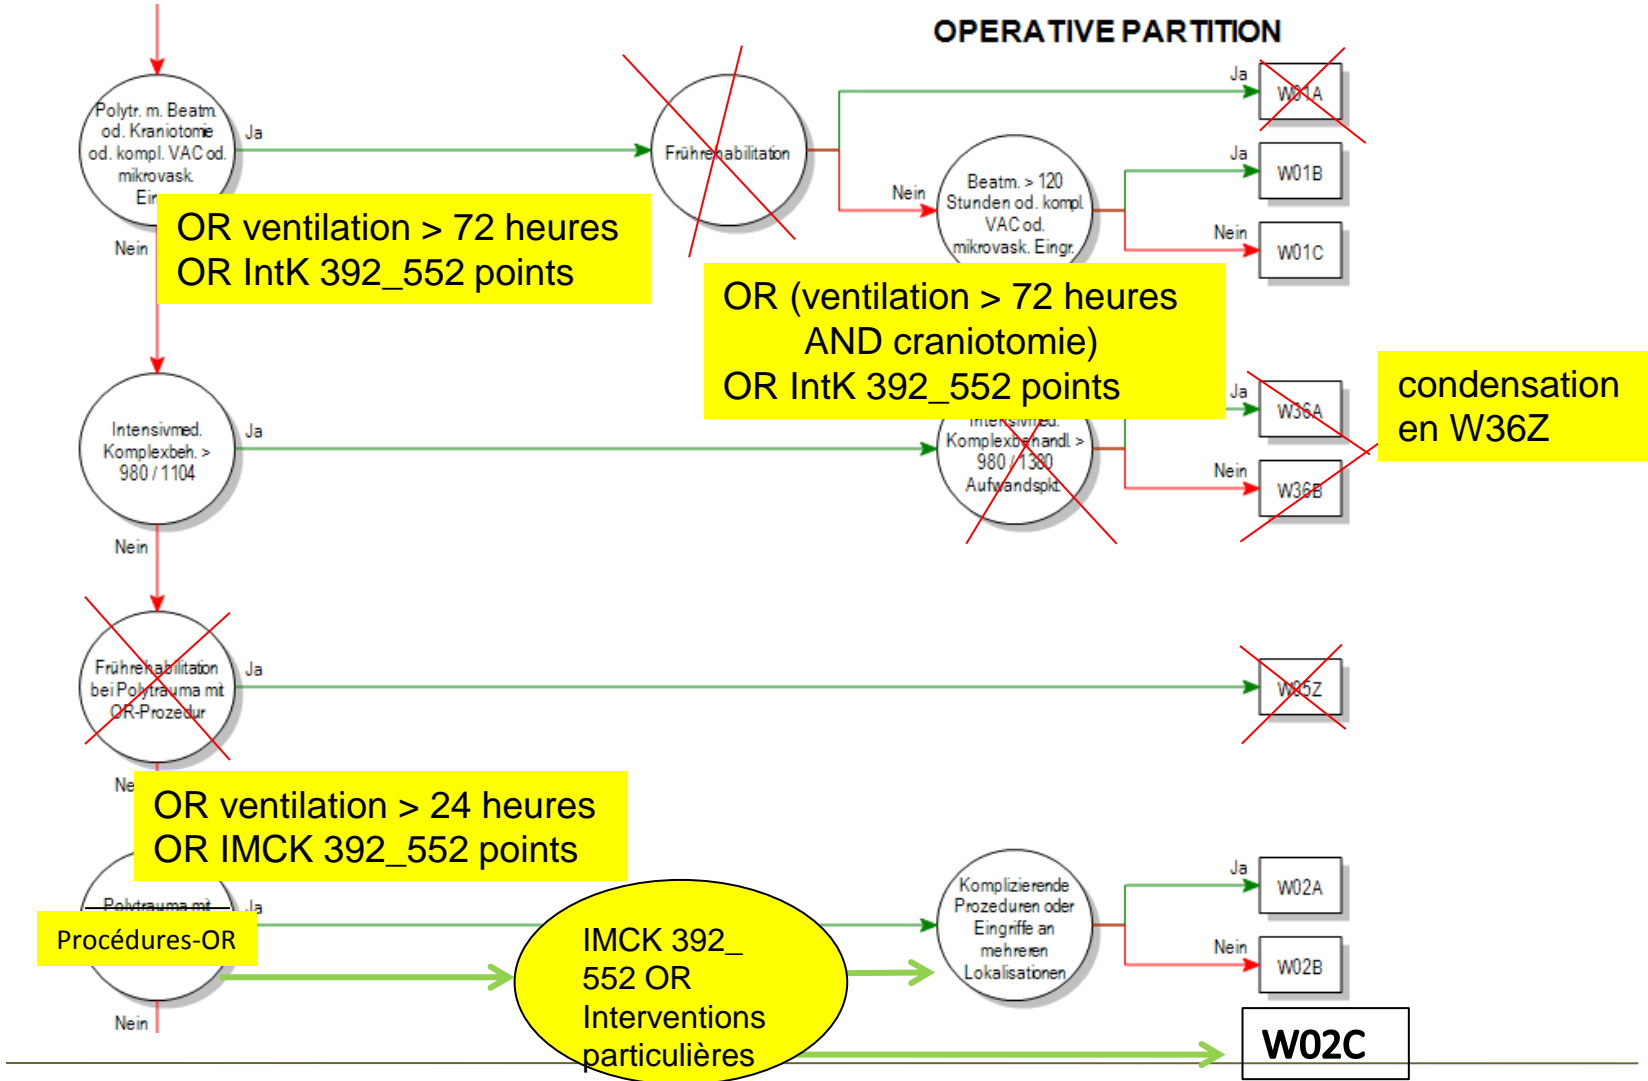 OPERATIVE PARTITION
Polytr. m. Beatm.
od. Kraniotomie
od. kompl. VAC od.
mikrovask.
Ja
Nein
Frührehabilitation
Ja
W01A
Nein
Beatm. > 120
Stunden od. kompl.
VAC od.
mikrovask. Eingr.
Ja
W01B
Nein
W01C
OR ventilation > 72 heures
OR IntK 392_552 points
OR (ventilation > 72 heures
AND craniotomie)
OR IntK 392_552 points
condensation
en W36Z
Intensivmed.
Komplexbeh. >
980 / 1104
Ja
Nein
Intensivmed.
Komplexbehandl. >
980 / 1380
Aufwandspkt.
Ja
W36A
Nein
W36B
Frührehabilitation
bei Polytrauma mit
OR-Prozedur
Ja
W05Z
OR ventilation > 24 heures
OR IMCK 392_552 points
Polytrauma mit
Procédures-OR
Ja
Nein
IMCK 392_
552 OR
Interventions
particulières
Komplizierende
Prozeduren oder
Eingriffe an
mehreren
Lokalisationen
Ja
W02A
Nein
W02B
W02C